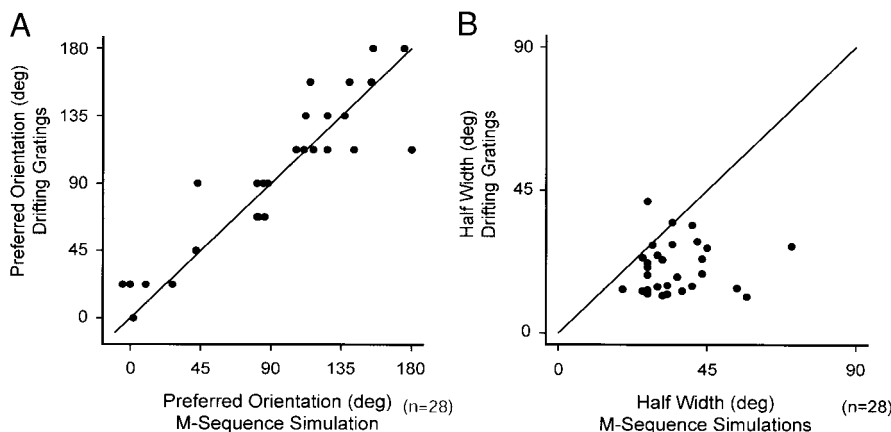 A
Preferred Orientation (deg)
Drifting Gratings
180
135
90
45
0
0 45 90 135 180
Preferred Orientation (deg) (n=28)
M-Sequence Simulation
B
Half Width (deg)
Drifting Gratings
90
45
0
0 45 90
Half Width (deg) (n=28)
M-Sequence Simulations